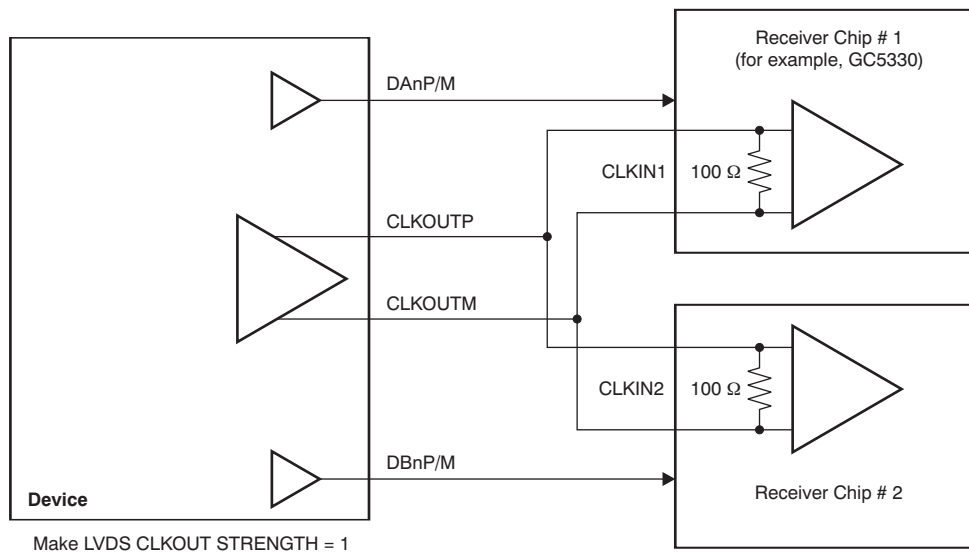 Receiver Chip # 1
(for example, GC5330)
DAnP/M
CLKIN1
100 Ω
CLKOUTP
CLKOUTM
CLKIN2
100 Ω
DBnP/M
Device
Receiver Chip # 2
Make LVDS CLKOUT STRENGTH = 1